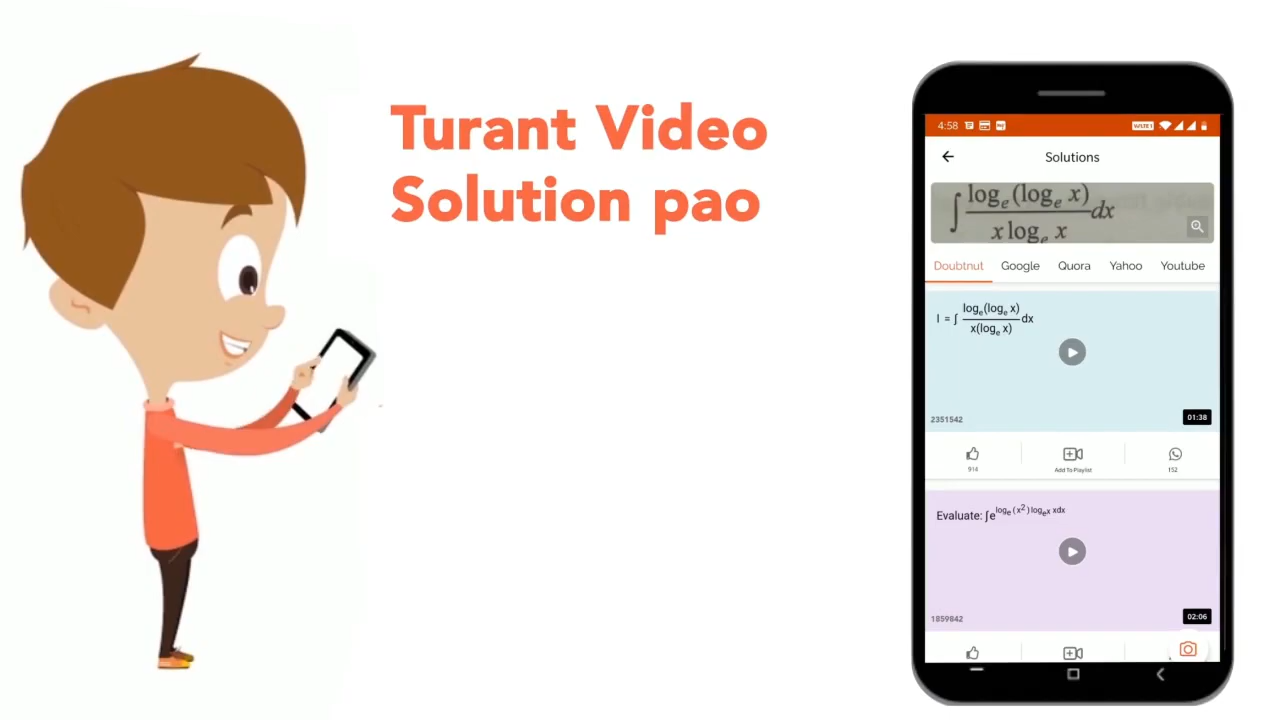 Turant Video
Solution pao
4:58
VoLTE1
Solutions
∫ logₑ(logₑ x) / x logₑ x dx
Doubtnut Google Quora Yahoo Youtube
I = ∫ logₑ(logₑ x) / x(logₑ x) dx
2351542 01:38
914 Add To Playlist 152
Evaluate: ∫e^logₑ(x²)logₑx xdx
1859842 02:06